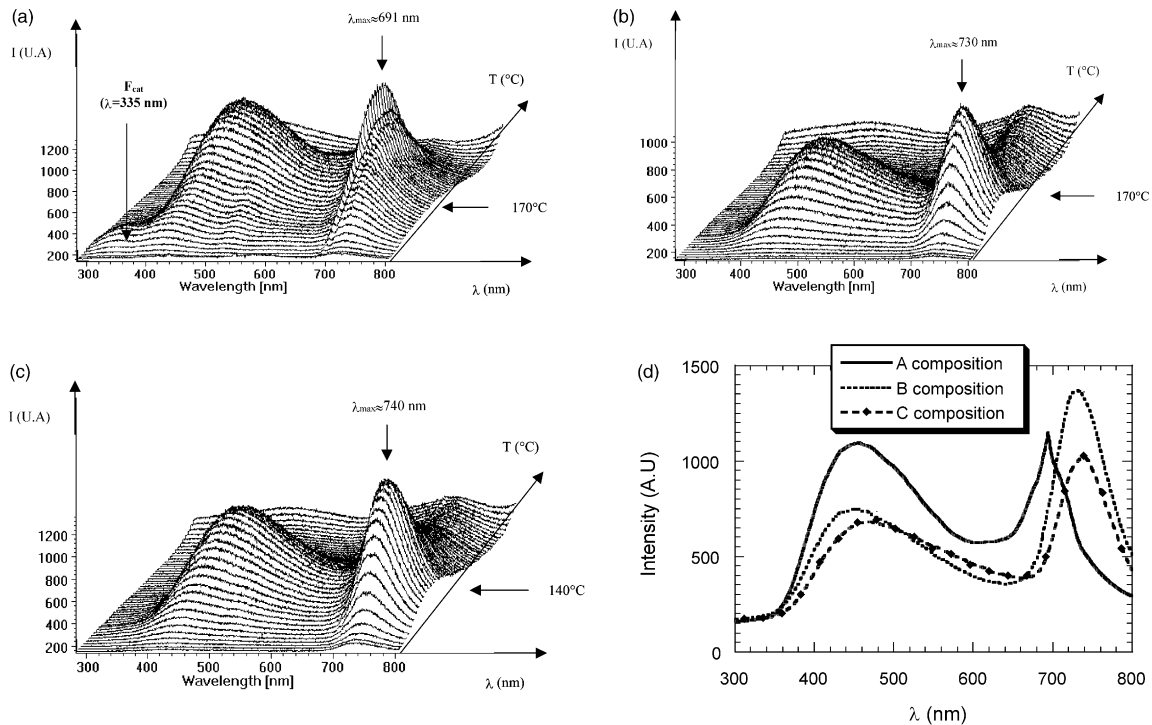 (a)
I (U.A)
λmax≈691 nm
T (°C)
Fcat
(λ=335 nm)
1200
1000
800
600
400
200
170°C
300 400 500 600 700 800
Wavelength [nm]
λ (nm)
(b)
I (U.A)
λmax≈730 nm
T (°C)
1000
800
600
400
200
170°C
300 400 500 600 700 800
Wavelength [nm]
λ (nm)
(c)
I (U.A)
λmax≈740 nm
T (°C)
1200
1000
800
600
400
200
140°C
300 400 500 600 700 800
Wavelength [nm]
λ (nm)
(d)
A composition
B composition
C composition
1500
1000
500
0
Intensity (A.U)
300 400 500 600 700 800
λ (nm)